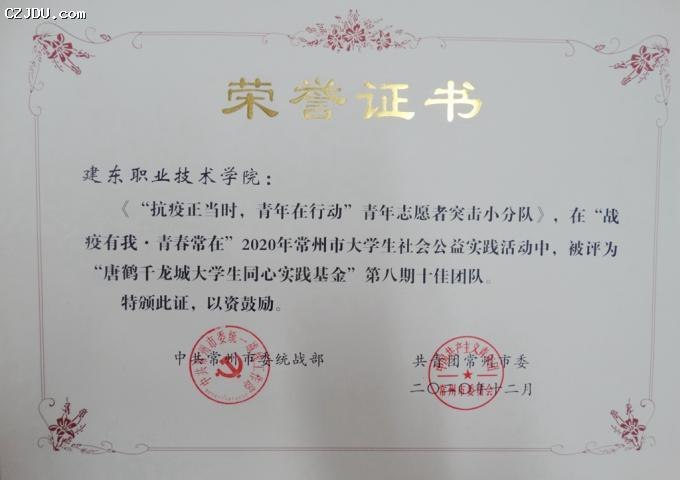 CZJDU.com
荣誉证书
建东职业技术学院：
《“抗疫正当时，青年在行动”青年志愿者突击小分队》，在“战
疫有我·青春常在”2020年常州市大学生社会公益实践活动中，被评为
“唐鹤千龙城大学生同心实践基金”第八期十佳团队。
特颁此证，以资鼓励。
中共常州市委统战部
共青团常州市委
二〇二〇年十二月